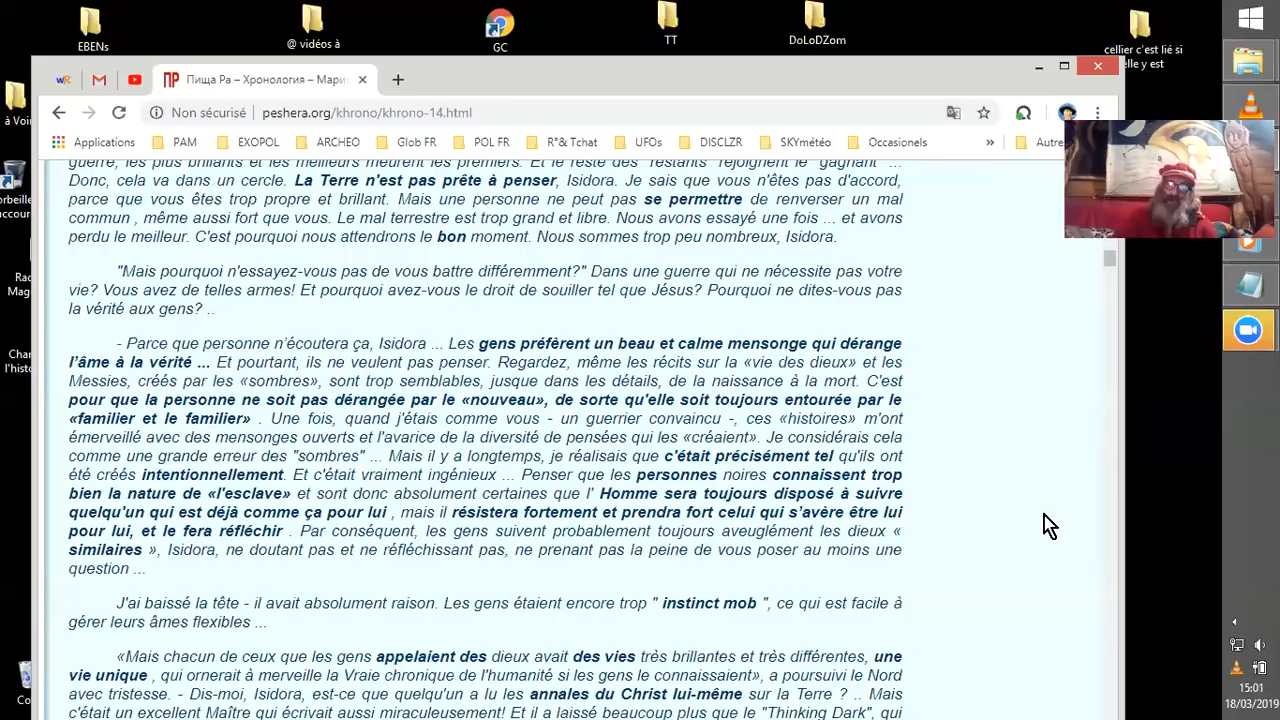 EBENs
@ vidéos à
GC
TT
DoLoDZom
cellier c'est lié si
elle y est
Пища Ра – Хронология – Мари
Non sécurisé
peshera.org/khrono/khrono-14.html
Applications PAM EXOPOL ARCHEO Glob FR POL FR R"& Tchat UFOs DISCLZR SKYmétéo Occasionels » Autre
à Voir
orbeille
accour
Rac
Mag
Char
l'histo
guerre, les plus brillants et les meilleurs meurent les premiers. Et le reste des "restants" rejoignent le "gagnant" ...
Donc, cela va dans un cercle. La Terre n'est pas prête à penser, Isidora. Je sais que vous n'êtes pas d'accord,
parce que vous êtes trop propre et brillant. Mais une personne ne peut pas se permettre de renverser un mal
commun , même aussi fort que vous. Le mal terrestre est trop grand et libre. Nous avons essayé une fois ... et avons
perdu le meilleur. C'est pourquoi nous attendrons le bon moment. Nous sommes trop peu nombreux, Isidora.
"Mais pourquoi n'essayez-vous pas de vous battre différemment?" Dans une guerre qui ne nécessite pas votre
vie? Vous avez de telles armes! Et pourquoi avez-vous le droit de souiller tel que Jésus? Pourquoi ne dites-vous pas
la vérité aux gens? ..
- Parce que personne n'écoutera ça, Isidora ... Les gens préfèrent un beau et calme mensonge qui dérange
l'âme à la vérité ... Et pourtant, ils ne veulent pas penser. Regardez, même les récits sur la «vie des dieux» et les
Messies, créés par les «sombres», sont trop semblables, jusque dans les détails, de la naissance à la mort. C'est
pour que la personne ne soit pas dérangée par le «nouveau», de sorte qu'elle soit toujours entourée par le
«familier et le familier» . Une fois, quand j'étais comme vous - un guerrier convaincu -, ces «histoires» m'ont
émerveillé avec des mensonges ouverts et l'avarice de la diversité de pensées qui les «créaient». Je considérais cela
comme une grande erreur des "sombres" ... Mais il y a longtemps, je réalisais que c'était précisément tel qu'ils ont
été créés intentionnellement. Et c'était vraiment ingénieux ... Penser que les personnes noires connaissent trop
bien la nature de «l'esclave» et sont donc absolument certaines que l' Homme sera toujours disposé à suivre
quelqu'un qui est déjà comme ça pour lui , mais il résistera fortement et prendra fort celui qui s'avère être lui
pour lui, et le fera réfléchir . Par conséquent, les gens suivent probablement toujours aveuglément les dieux «
similaires », Isidora, ne doutant pas et ne réfléchissant pas, ne prenant pas la peine de vous poser au moins une
question ...
J'ai baissé la tête - il avait absolument raison. Les gens étaient encore trop " instinct mob ", ce qui est facile à
gérer leurs âmes flexibles ...
«Mais chacun de ceux que les gens appelaient des dieux avait des vies très brillantes et très différentes, une
vie unique , qui ornerait à merveille la Vraie chronique de l'humanité si les gens le connaissaient», a poursuivi le Nord
avec tristesse. - Dis-moi, Isidora, est-ce que quelqu'un a lu les annales du Christ lui-même sur la Terre ? .. Mais
c'était un excellent Maître qui écrivait aussi miraculeusement! Et il a laissé beaucoup plus que le "Thinking Dark", qui
15:01
18/03/2019